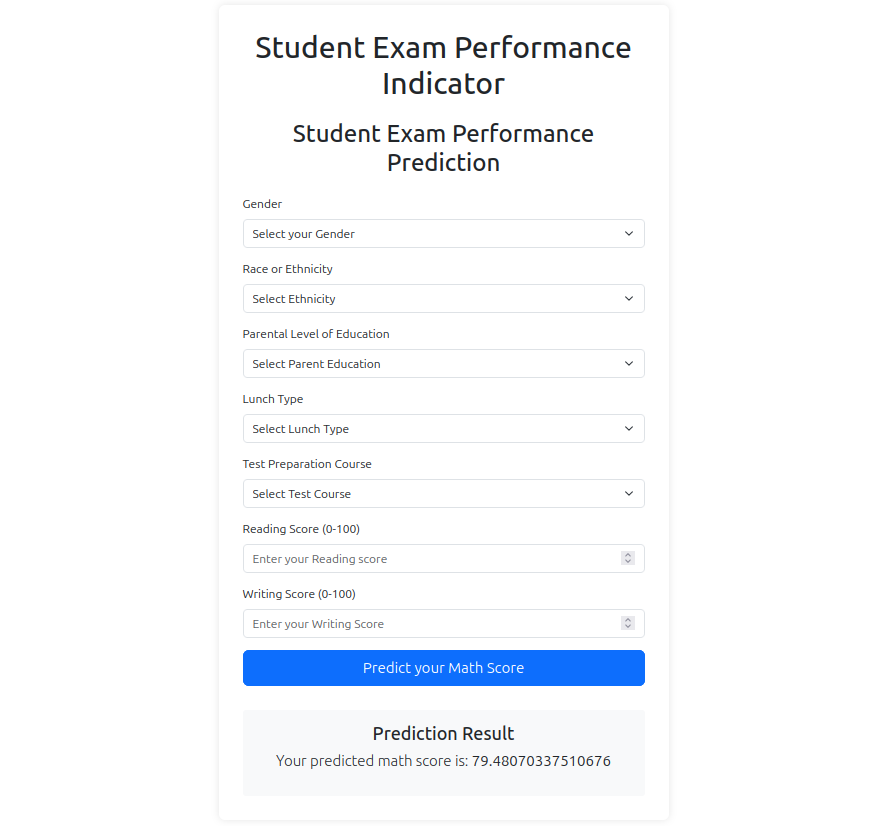 Student Exam Performance
Indicator
Student Exam Performance
Prediction
Gender
Select your Gender
Race or Ethnicity
Select Ethnicity
Parental Level of Education
Select Parent Education
Lunch Type
Select Lunch Type
Test Preparation Course
Select Test Course
Reading Score (0-100)
Enter your Reading score
Writing Score (0-100)
Enter your Writing Score
Predict your Math Score
Prediction Result
Your predicted math score is: 79.48070337510676